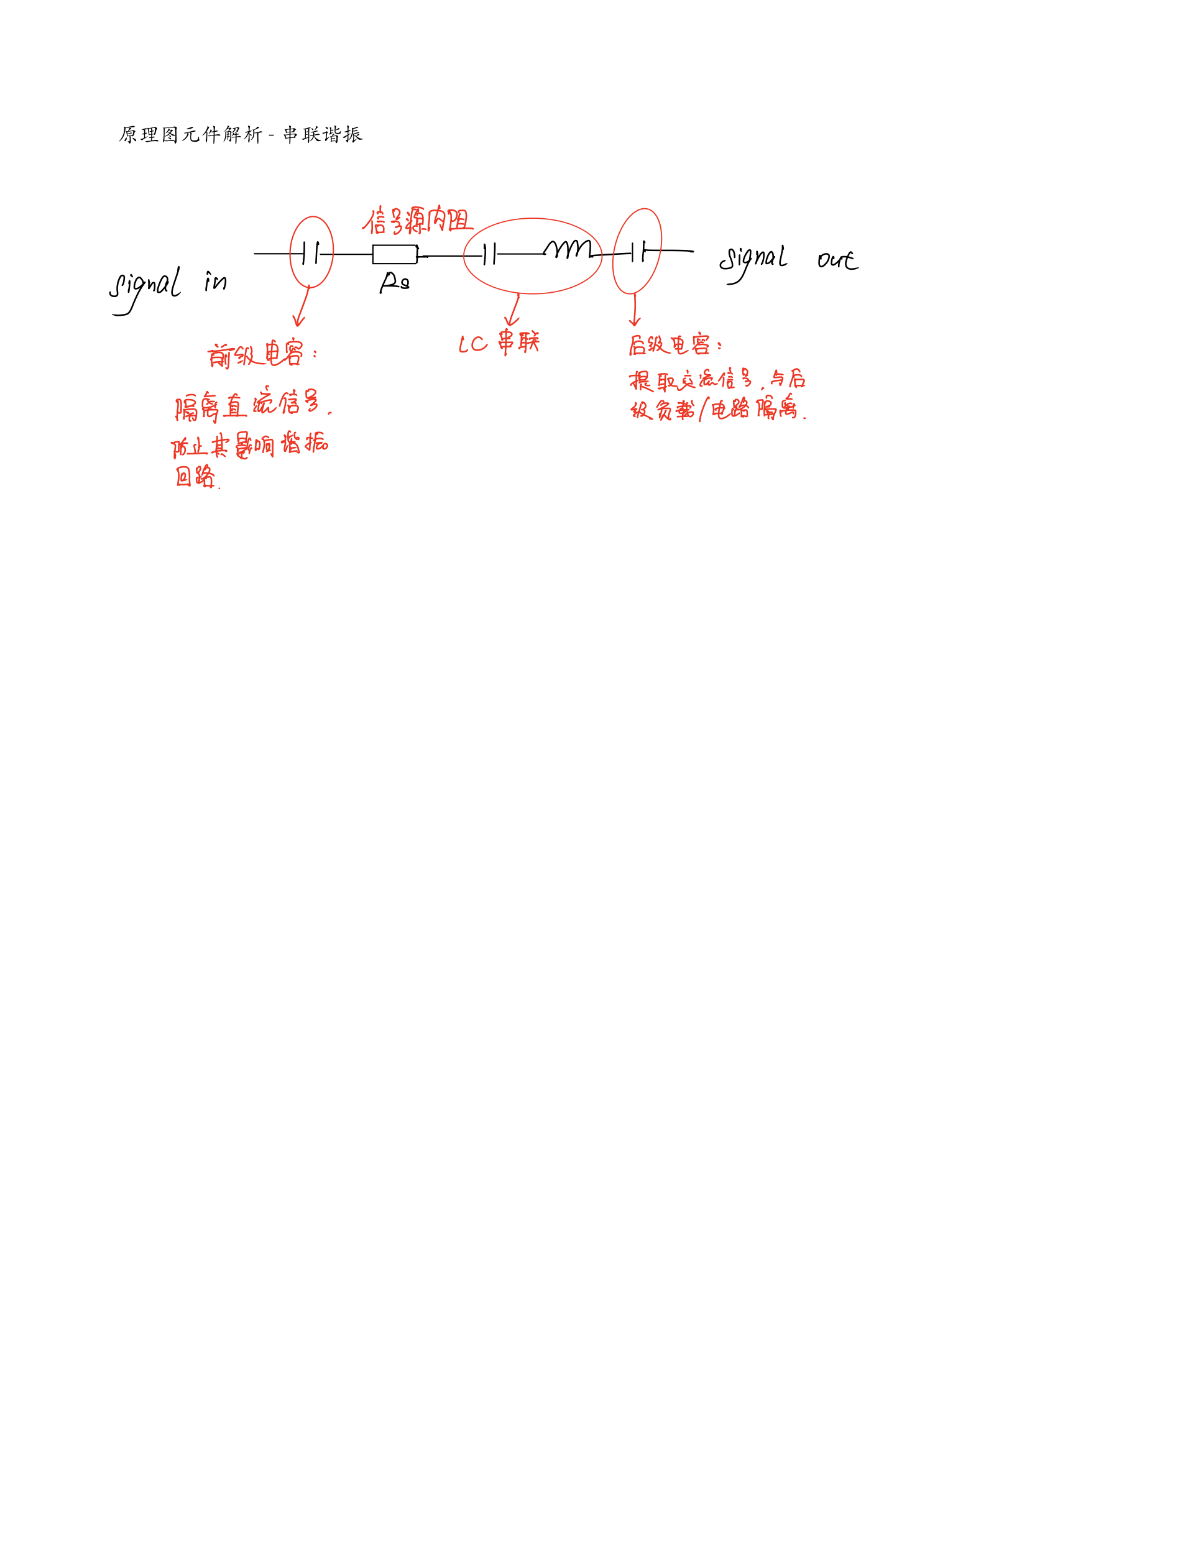 原理图元件解析 - 串联谐振
信号源内阻
signal in
Rs
signal out
前级电容：
隔离直流信号，
防止其影响谐振
回路.
LC 串联
后级电容：
提取交流信号，与后
级负载/电路隔离.